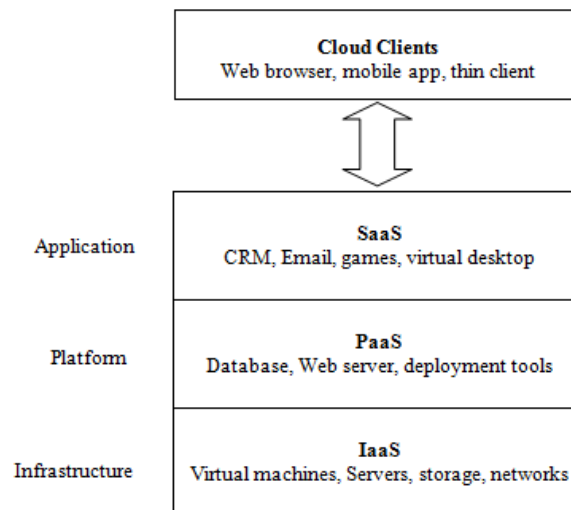 Cloud Clients
Web browser, mobile app, thin client
Application
SaaS
CRM, Email, games, virtual desktop
Platform
PaaS
Database, Web server, deployment tools
Infrastructure
IaaS
Virtual machines, Servers, storage, networks